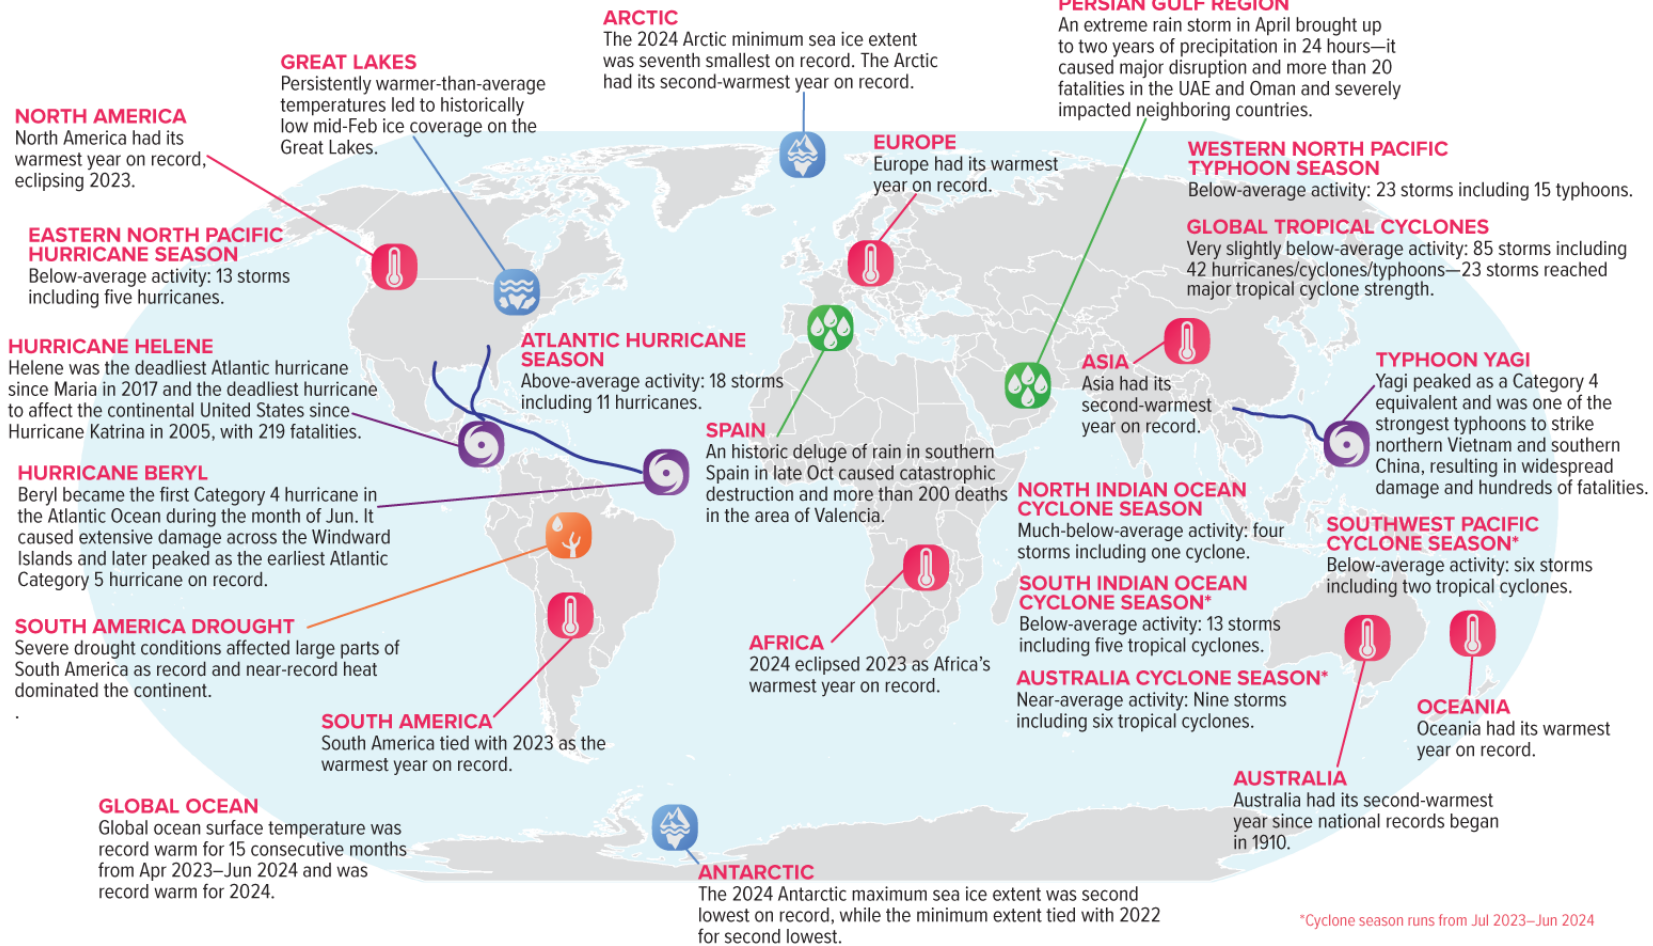 ARCTIC
The 2024 Arctic minimum sea ice extent
was seventh smallest on record. The Arctic
had its second-warmest year on record.
PERSIAN GULF REGION
An extreme rain storm in April brought up
to two years of precipitation in 24 hours—it
caused major disruption and more than 20
fatalities in the UAE and Oman and severely
impacted neighboring countries.
GREAT LAKES
Persistently warmer-than-average
temperatures led to historically
low mid-Feb ice coverage on the
Great Lakes.
NORTH AMERICA
North America had its
warmest year on record,
eclipsing 2023.
EUROPE
Europe had its warmest
year on record.
WESTERN NORTH PACIFIC
TYPHOON SEASON
Below-average activity: 23 storms including 15 typhoons.
EASTERN NORTH PACIFIC
HURRICANE SEASON
Below-average activity: 13 storms
including five hurricanes.
GLOBAL TROPICAL CYCLONES
Very slightly below-average activity: 85 storms including
42 hurricanes/cyclones/typhoons—23 storms reached
major tropical cyclone strength.
HURRICANE HELENE
Helene was the deadliest Atlantic hurricane
since Maria in 2017 and the deadliest hurricane
to affect the continental United States since
Hurricane Katrina in 2005, with 219 fatalities.
ATLANTIC HURRICANE
SEASON
Above-average activity: 18 storms
including 11 hurricanes.
ASIA
Asia had its
second-warmest
year on record.
TYPHOON YAGI
Yagi peaked as a Category 4
equivalent and was one of the
strongest typhoons to strike
northern Vietnam and southern
China, resulting in widespread
damage and hundreds of fatalities.
SPAIN
An historic deluge of rain in southern
Spain in late Oct caused catastrophic
destruction and more than 200 deaths
in the area of Valencia.
HURRICANE BERYL
Beryl became the first Category 4 hurricane in
the Atlantic Ocean during the month of Jun. It
caused extensive damage across the Windward
Islands and later peaked as the earliest Atlantic
Category 5 hurricane on record.
NORTH INDIAN OCEAN
CYCLONE SEASON
Much-below-average activity: four
storms including one cyclone.
SOUTHWEST PACIFIC
CYCLONE SEASON*
Below-average activity: six storms
including two tropical cyclones.
SOUTH INDIAN OCEAN
CYCLONE SEASON*
Below-average activity: 13 storms
including five tropical cyclones.
SOUTH AMERICA DROUGHT
Severe drought conditions affected large parts of
South America as record and near-record heat
dominated the continent.
.
AFRICA
2024 eclipsed 2023 as Africa's
warmest year on record.
AUSTRALIA CYCLONE SEASON*
Near-average activity: Nine storms
including six tropical cyclones.
OCEANIA
Oceania had its warmest
year on record.
SOUTH AMERICA
South America tied with 2023 as the
warmest year on record.
AUSTRALIA
Australia had its second-warmest
year since national records began
in 1910.
GLOBAL OCEAN
Global ocean surface temperature was
record warm for 15 consecutive months
from Apr 2023–Jun 2024 and was
record warm for 2024.
ANTARCTIC
The 2024 Antarctic maximum sea ice extent was second
lowest on record, while the minimum extent tied with 2022
for second lowest.
*Cyclone season runs from Jul 2023–Jun 2024